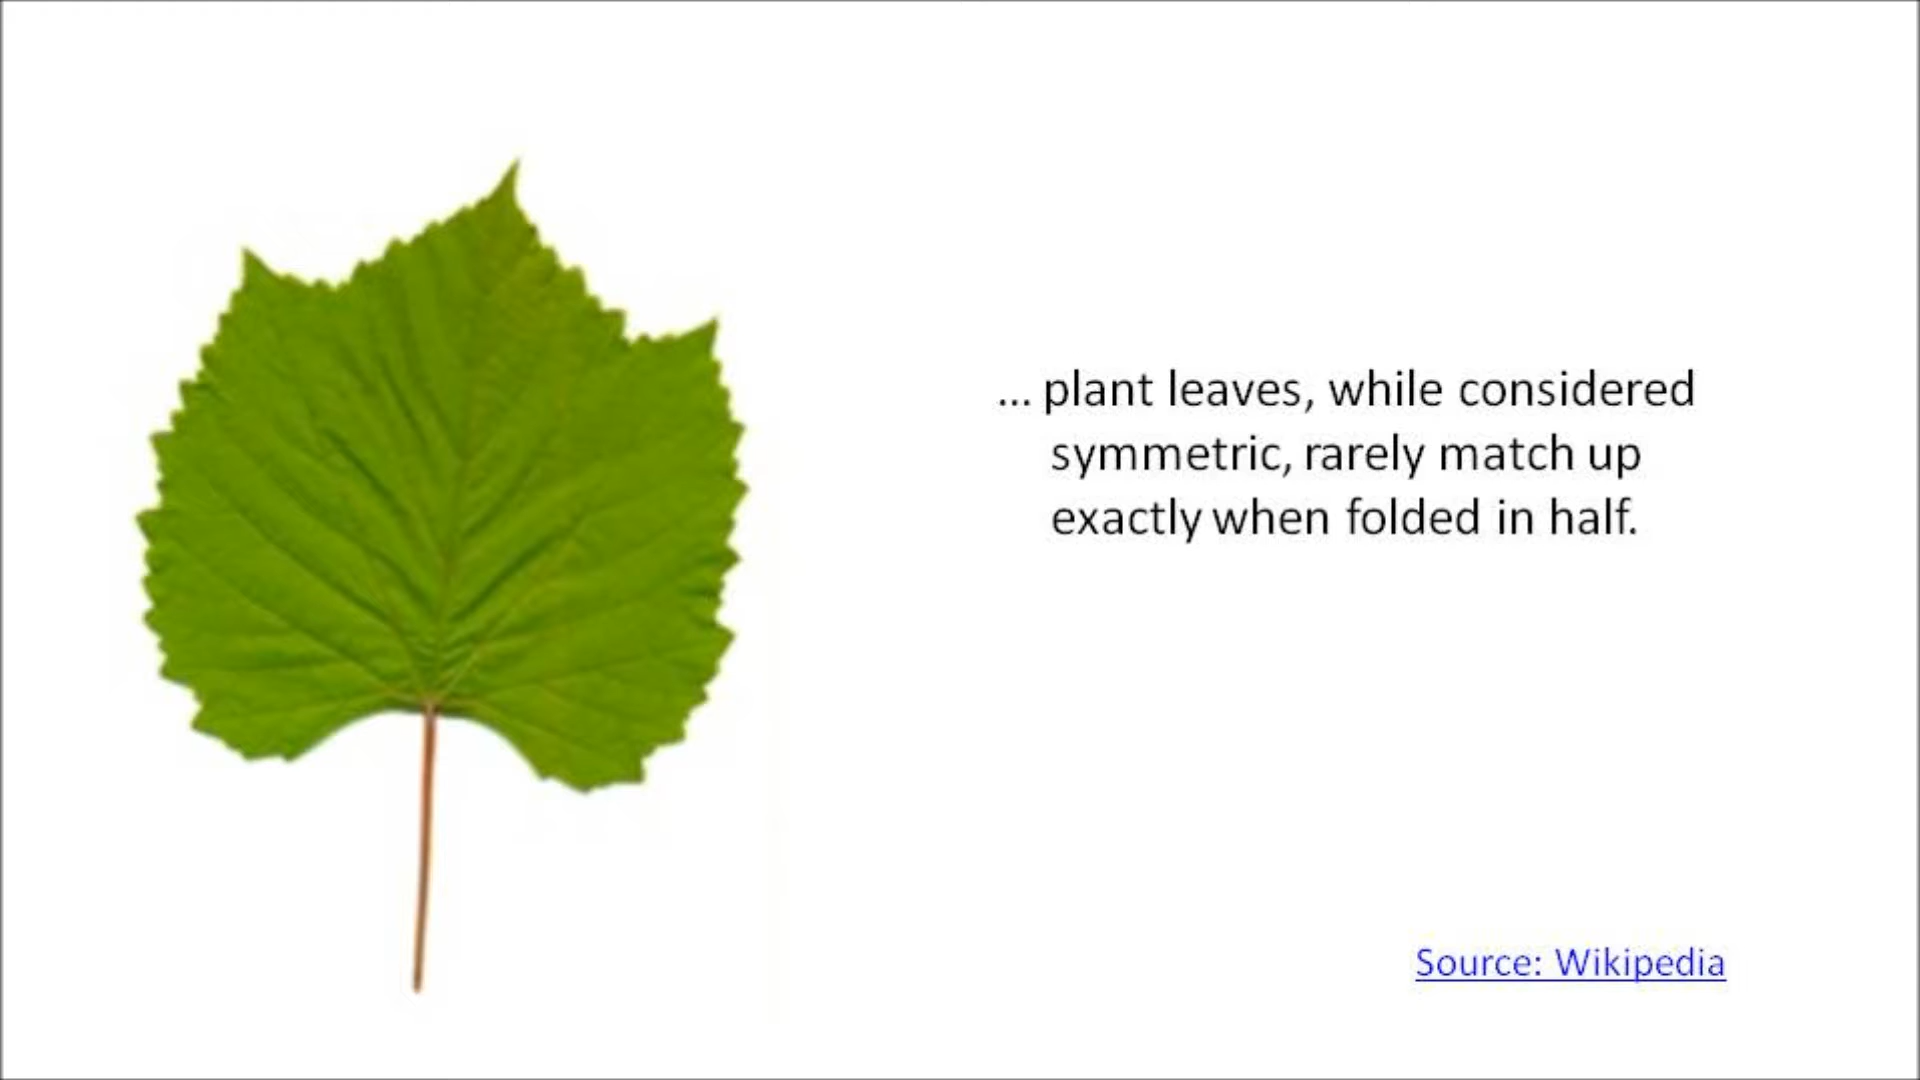 ... plant leaves, while considered
symmetric, rarely match up
exactly when folded in half.
Source: Wikipedia